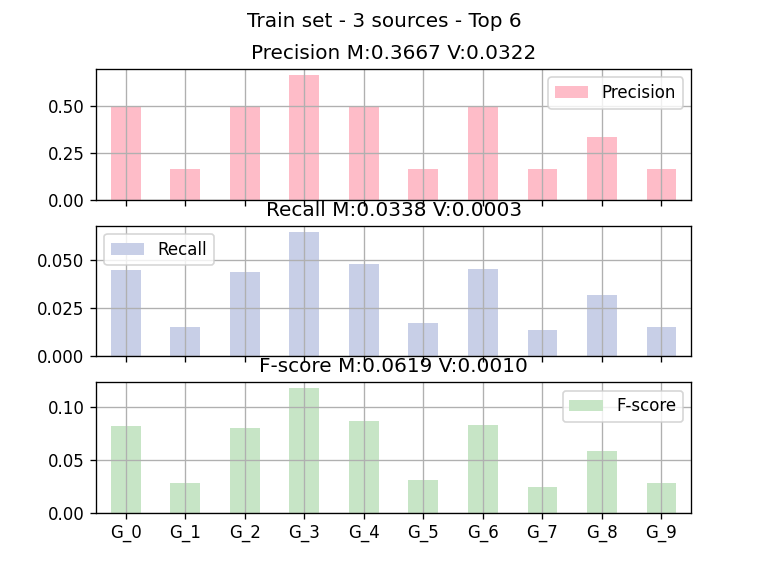 Train set - 3 sources - Top 6
Precision M:0.3667 V:0.0322
0.50
0.25
0.00
Precision
Recall M:0.0338 V:0.0003
0.050
0.025
0.000
Recall
F-score M:0.0619 V:0.0010
0.10
0.05
0.00
F-score
G_0 G_1 G_2 G_3 G_4 G_5 G_6 G_7 G_8 G_9